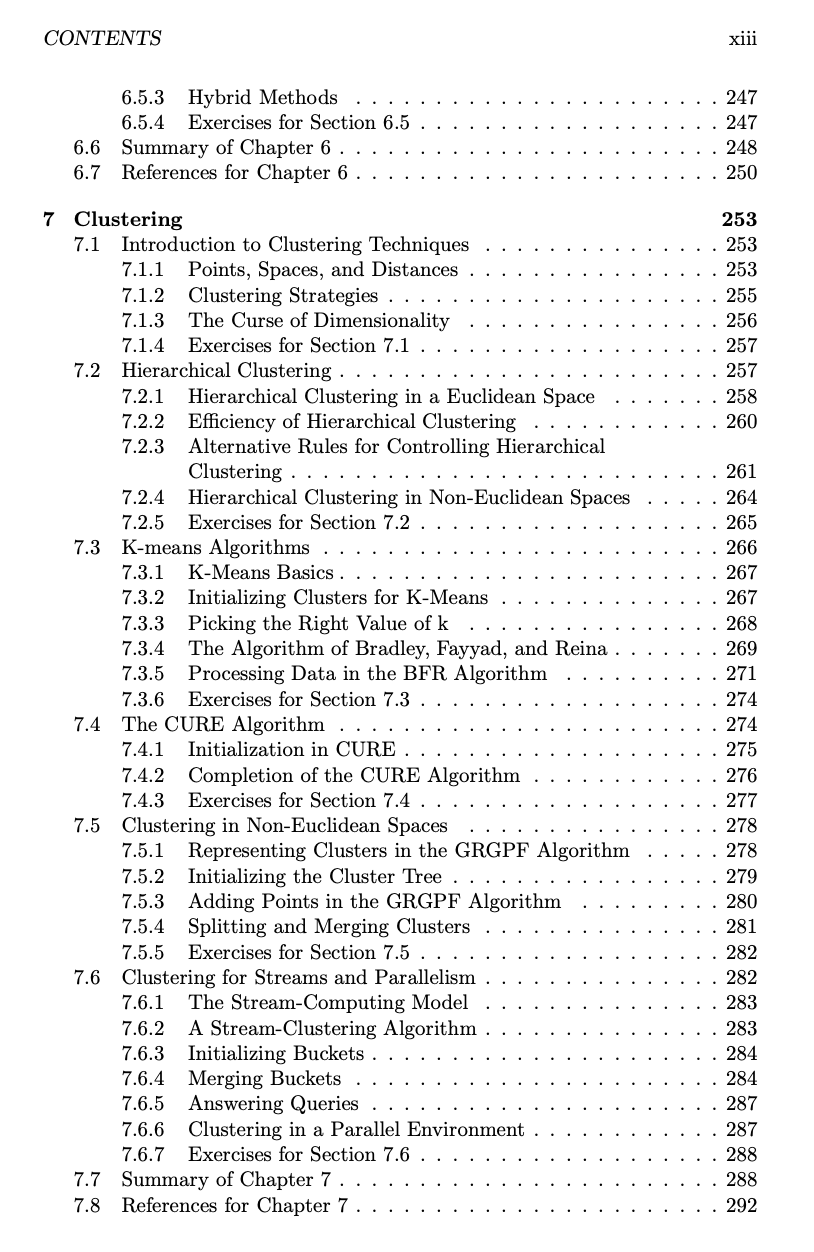 CONTENTS xiii
6.5.3 Hybrid Methods . . . . . . . . . . . . . . . . . . . . . . . 247
6.5.4 Exercises for Section 6.5 . . . . . . . . . . . . . . . . . . . 247
6.6 Summary of Chapter 6 . . . . . . . . . . . . . . . . . . . . . . . . 248
6.7 References for Chapter 6 . . . . . . . . . . . . . . . . . . . . . . . 250
7 Clustering 253
7.1 Introduction to Clustering Techniques . . . . . . . . . . . . . . . 253
7.1.1 Points, Spaces, and Distances . . . . . . . . . . . . . . . . 253
7.1.2 Clustering Strategies . . . . . . . . . . . . . . . . . . . . . 255
7.1.3 The Curse of Dimensionality . . . . . . . . . . . . . . . . 256
7.1.4 Exercises for Section 7.1 . . . . . . . . . . . . . . . . . . . 257
7.2 Hierarchical Clustering . . . . . . . . . . . . . . . . . . . . . . . . 257
7.2.1 Hierarchical Clustering in a Euclidean Space . . . . . . . 258
7.2.2 Efficiency of Hierarchical Clustering . . . . . . . . . . . . 260
7.2.3 Alternative Rules for Controlling Hierarchical
Clustering . . . . . . . . . . . . . . . . . . . . . . . . . . . 261
7.2.4 Hierarchical Clustering in Non-Euclidean Spaces . . . . . 264
7.2.5 Exercises for Section 7.2 . . . . . . . . . . . . . . . . . . . 265
7.3 K-means Algorithms . . . . . . . . . . . . . . . . . . . . . . . . . 266
7.3.1 K-Means Basics . . . . . . . . . . . . . . . . . . . . . . . . 267
7.3.2 Initializing Clusters for K-Means . . . . . . . . . . . . . . 267
7.3.3 Picking the Right Value of k . . . . . . . . . . . . . . . . 268
7.3.4 The Algorithm of Bradley, Fayyad, and Reina . . . . . . . 269
7.3.5 Processing Data in the BFR Algorithm . . . . . . . . . . 271
7.3.6 Exercises for Section 7.3 . . . . . . . . . . . . . . . . . . . 274
7.4 The CURE Algorithm . . . . . . . . . . . . . . . . . . . . . . . . 274
7.4.1 Initialization in CURE . . . . . . . . . . . . . . . . . . . . 275
7.4.2 Completion of the CURE Algorithm . . . . . . . . . . . . 276
7.4.3 Exercises for Section 7.4 . . . . . . . . . . . . . . . . . . . 277
7.5 Clustering in Non-Euclidean Spaces . . . . . . . . . . . . . . . . 278
7.5.1 Representing Clusters in the GRGPF Algorithm . . . . . 278
7.5.2 Initializing the Cluster Tree . . . . . . . . . . . . . . . . . 279
7.5.3 Adding Points in the GRGPF Algorithm . . . . . . . . . 280
7.5.4 Splitting and Merging Clusters . . . . . . . . . . . . . . . 281
7.5.5 Exercises for Section 7.5 . . . . . . . . . . . . . . . . . . . 282
7.6 Clustering for Streams and Parallelism . . . . . . . . . . . . . . . 282
7.6.1 The Stream-Computing Model . . . . . . . . . . . . . . . 283
7.6.2 A Stream-Clustering Algorithm . . . . . . . . . . . . . . . 283
7.6.3 Initializing Buckets . . . . . . . . . . . . . . . . . . . . . . 284
7.6.4 Merging Buckets . . . . . . . . . . . . . . . . . . . . . . . 284
7.6.5 Answering Queries . . . . . . . . . . . . . . . . . . . . . . 287
7.6.6 Clustering in a Parallel Environment . . . . . . . . . . . . 287
7.6.7 Exercises for Section 7.6 . . . . . . . . . . . . . . . . . . . 288
7.7 Summary of Chapter 7 . . . . . . . . . . . . . . . . . . . . . . . . 288
7.8 References for Chapter 7 . . . . . . . . . . . . . . . . . . . . . . . 292